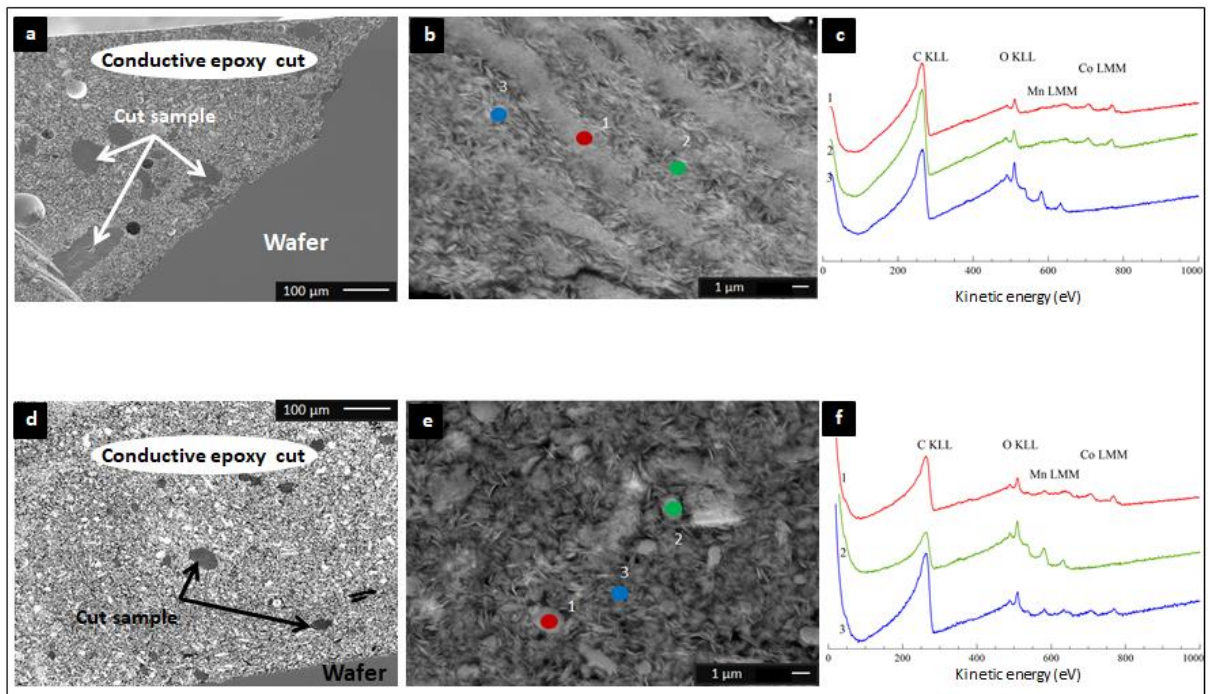 a
Conductive epoxy cut
Cut sample
Wafer
100 µm
b
3
1
2
1 µm
c
C KLL
O KLL
Co LMM
Mn LMM
1
2
3
0
200
400
600
800
1000
Kinetic energy (eV)
d
100 µm
Conductive epoxy cut
Cut sample
Wafer
e
2
3
1
1 µm
f
C KLL
O KLL
Co LMM
Mn LMM
1
2
3
0
200
400
600
800
1000
Kinetic energy (eV)